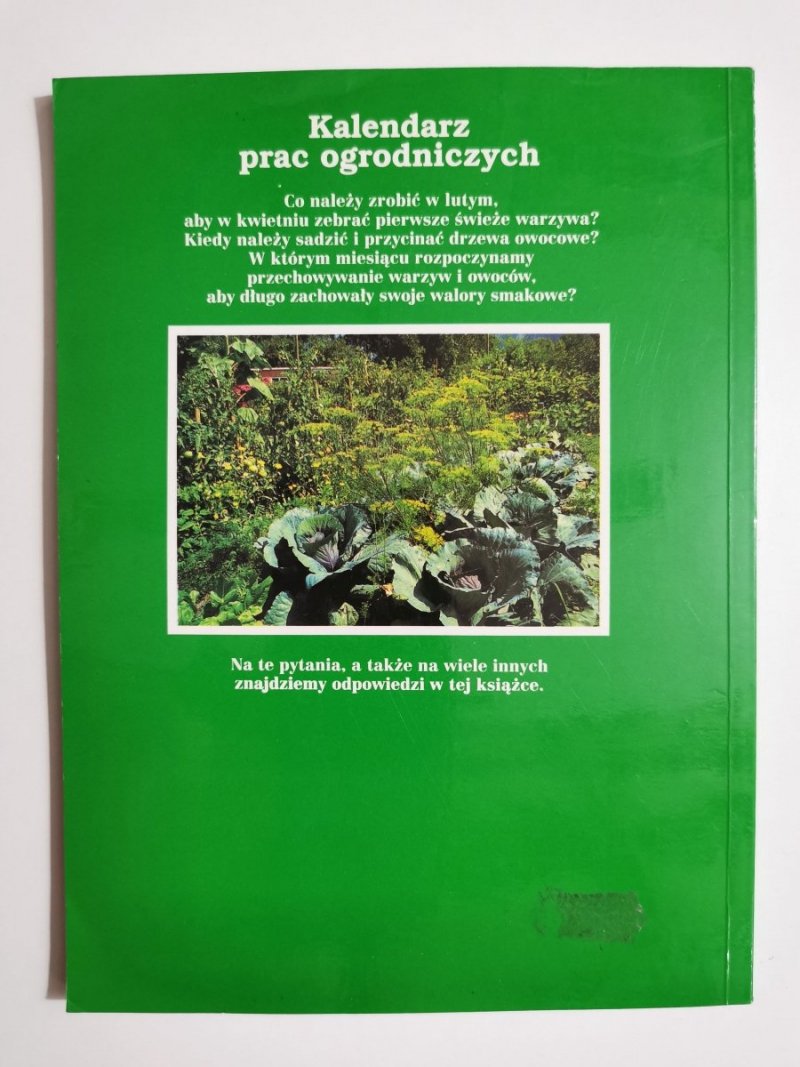 Kalendarz
prac ogrodniczych
Co należy zrobić w lutym,
aby w kwietniu zebrać pierwsze świeże warzywa?
Kiedy należy sadzić i przycinać drzewa owocowe?
W którym miesiącu rozpoczynamy
przechowywanie warzyw i owoców,
aby długo zachowały swoje walory smakowe?
Na te pytania, a także na wiele innych
znajdziemy odpowiedzi w tej książce.